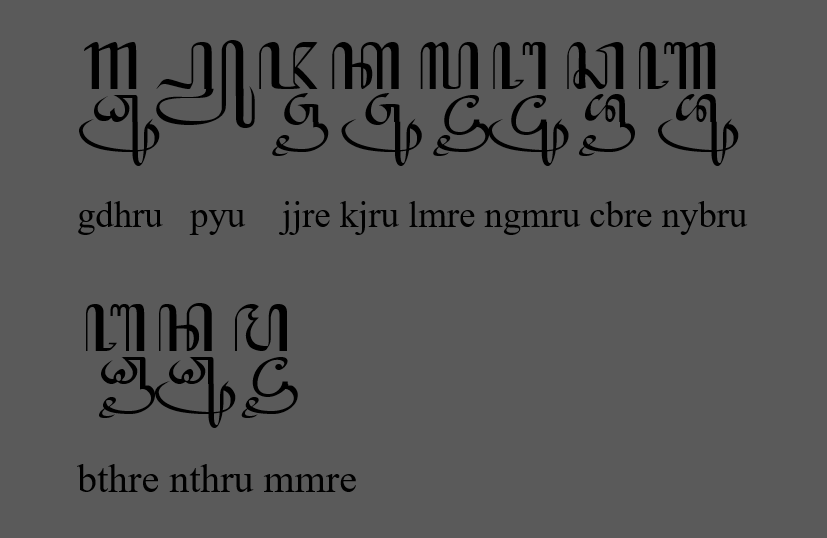 ꦒ꧀ꦝꦿꦸ ꦥꦾꦸ ꦗ꧀ꦗꦽ ꦏ꧀ꦗꦿꦸ ꦭ꧀ꦩꦽ ꦔ꧀ꦩꦿꦸ ꦕ꧀ꦧꦽ ꦚ꧀ꦧꦿꦸ
gdhru pyu jjre kjru lmre ngmru cbre nybru
ꦧ꧀ꦛꦽ ꦤ꧀ꦛꦿꦸ ꦩ꧀ꦩꦽ
bthre nthru mmre